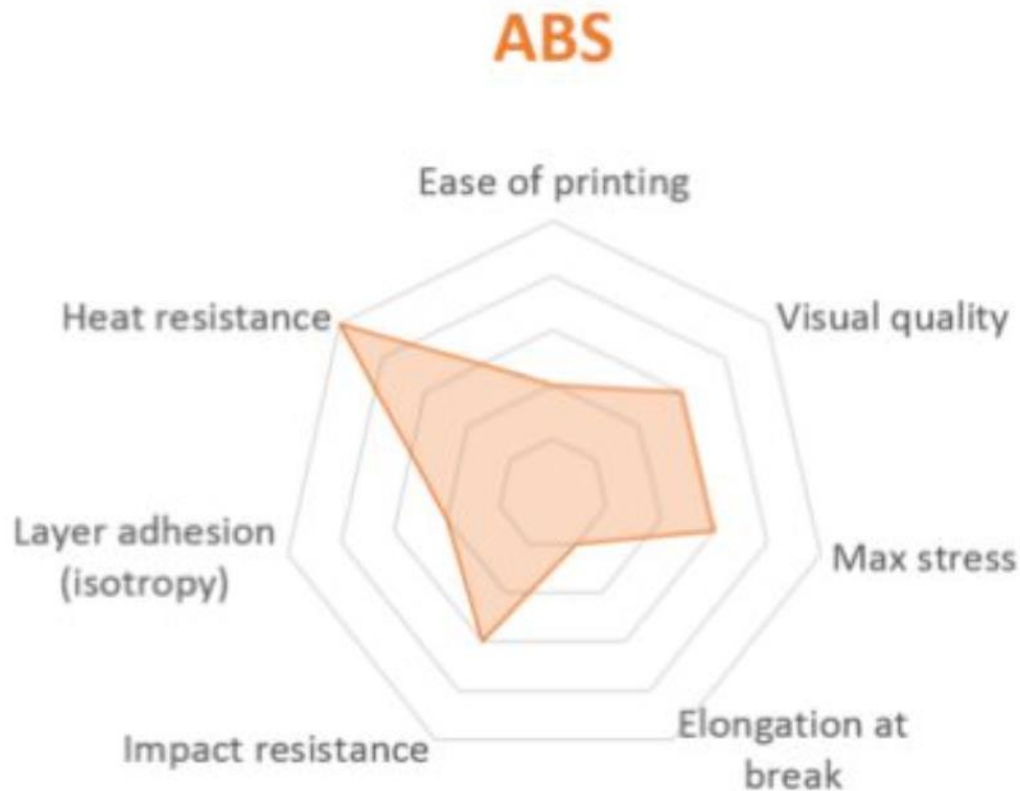 ABS
Ease of printing
Heat resistance
Visual quality
Layer adhesion
(isotropy)
Max stress
Impact resistance
Elongation at
break